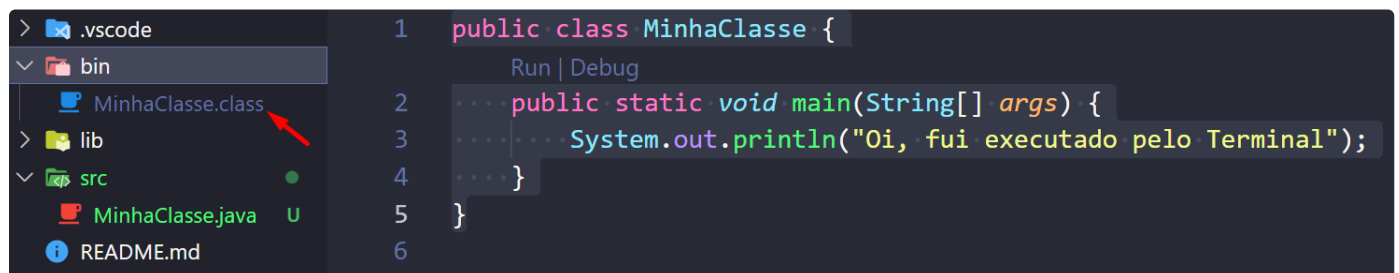 .vscode
bin
MinhaClasse.class
lib
src
MinhaClasse.java U
README.md
1 public class MinhaClasse {
Run | Debug
2 public static void main(String[] args) {
3 System.out.println("Oi, fui executado pelo Terminal");
4 }
5 }
6